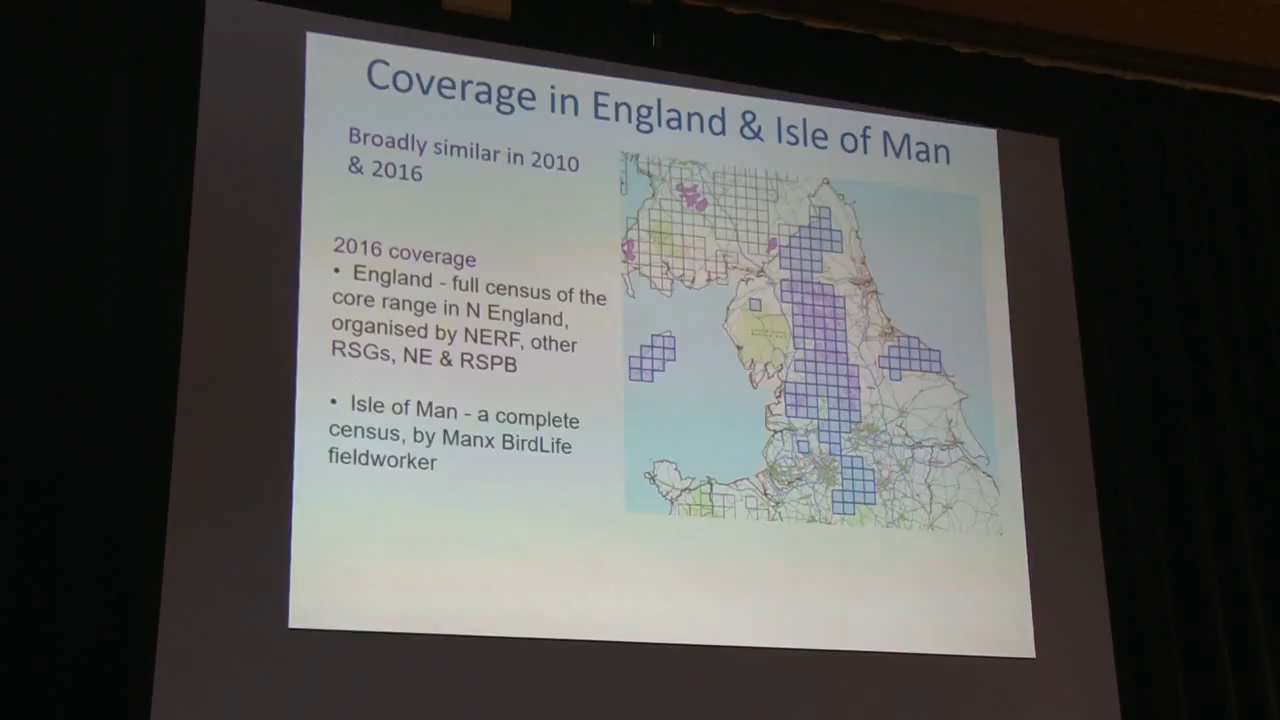 Coverage in England & Isle of Man
Broadly similar in 2010
& 2016
2016 coverage
• England - full census of the
core range in N England,
organised by NERF, other
RSGs, NE & RSPB
• Isle of Man - a complete
census, by Manx BirdLife
fieldworker